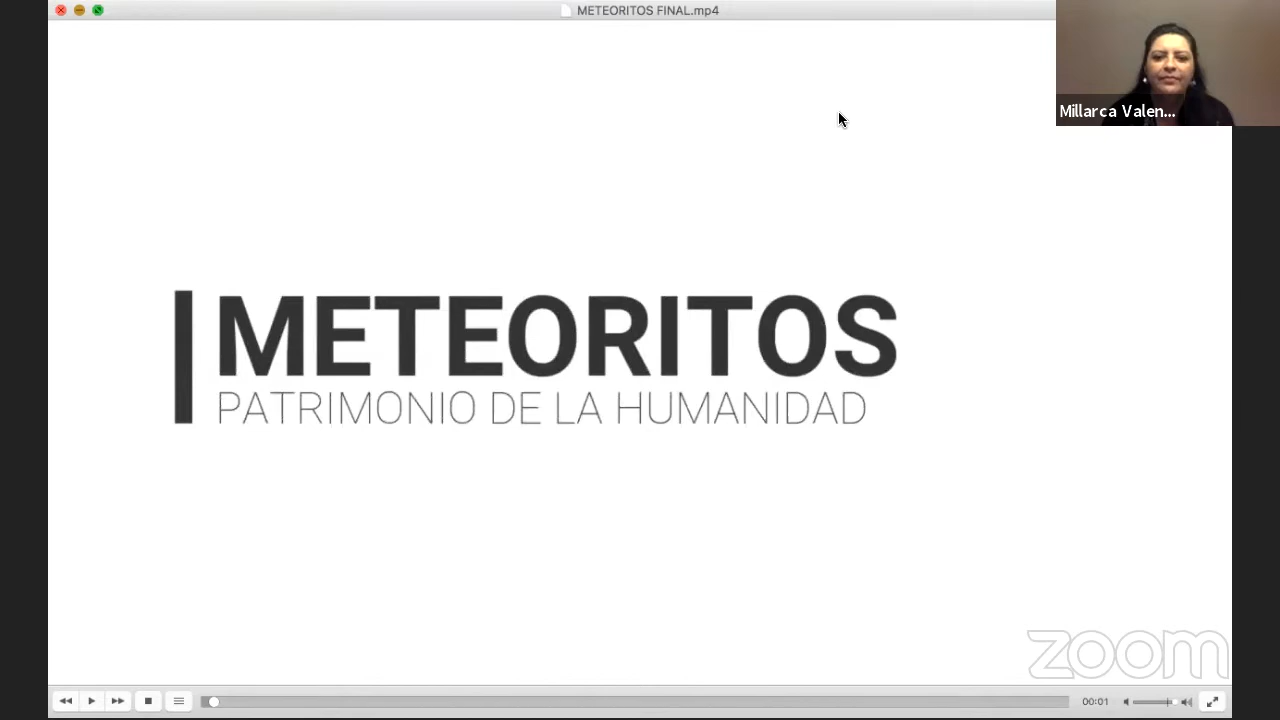 METEORITOS FINAL.mp4
Millarca Valen...
METEORITOS
PATRIMONIO DE LA HUMANIDAD
zoom
00:01